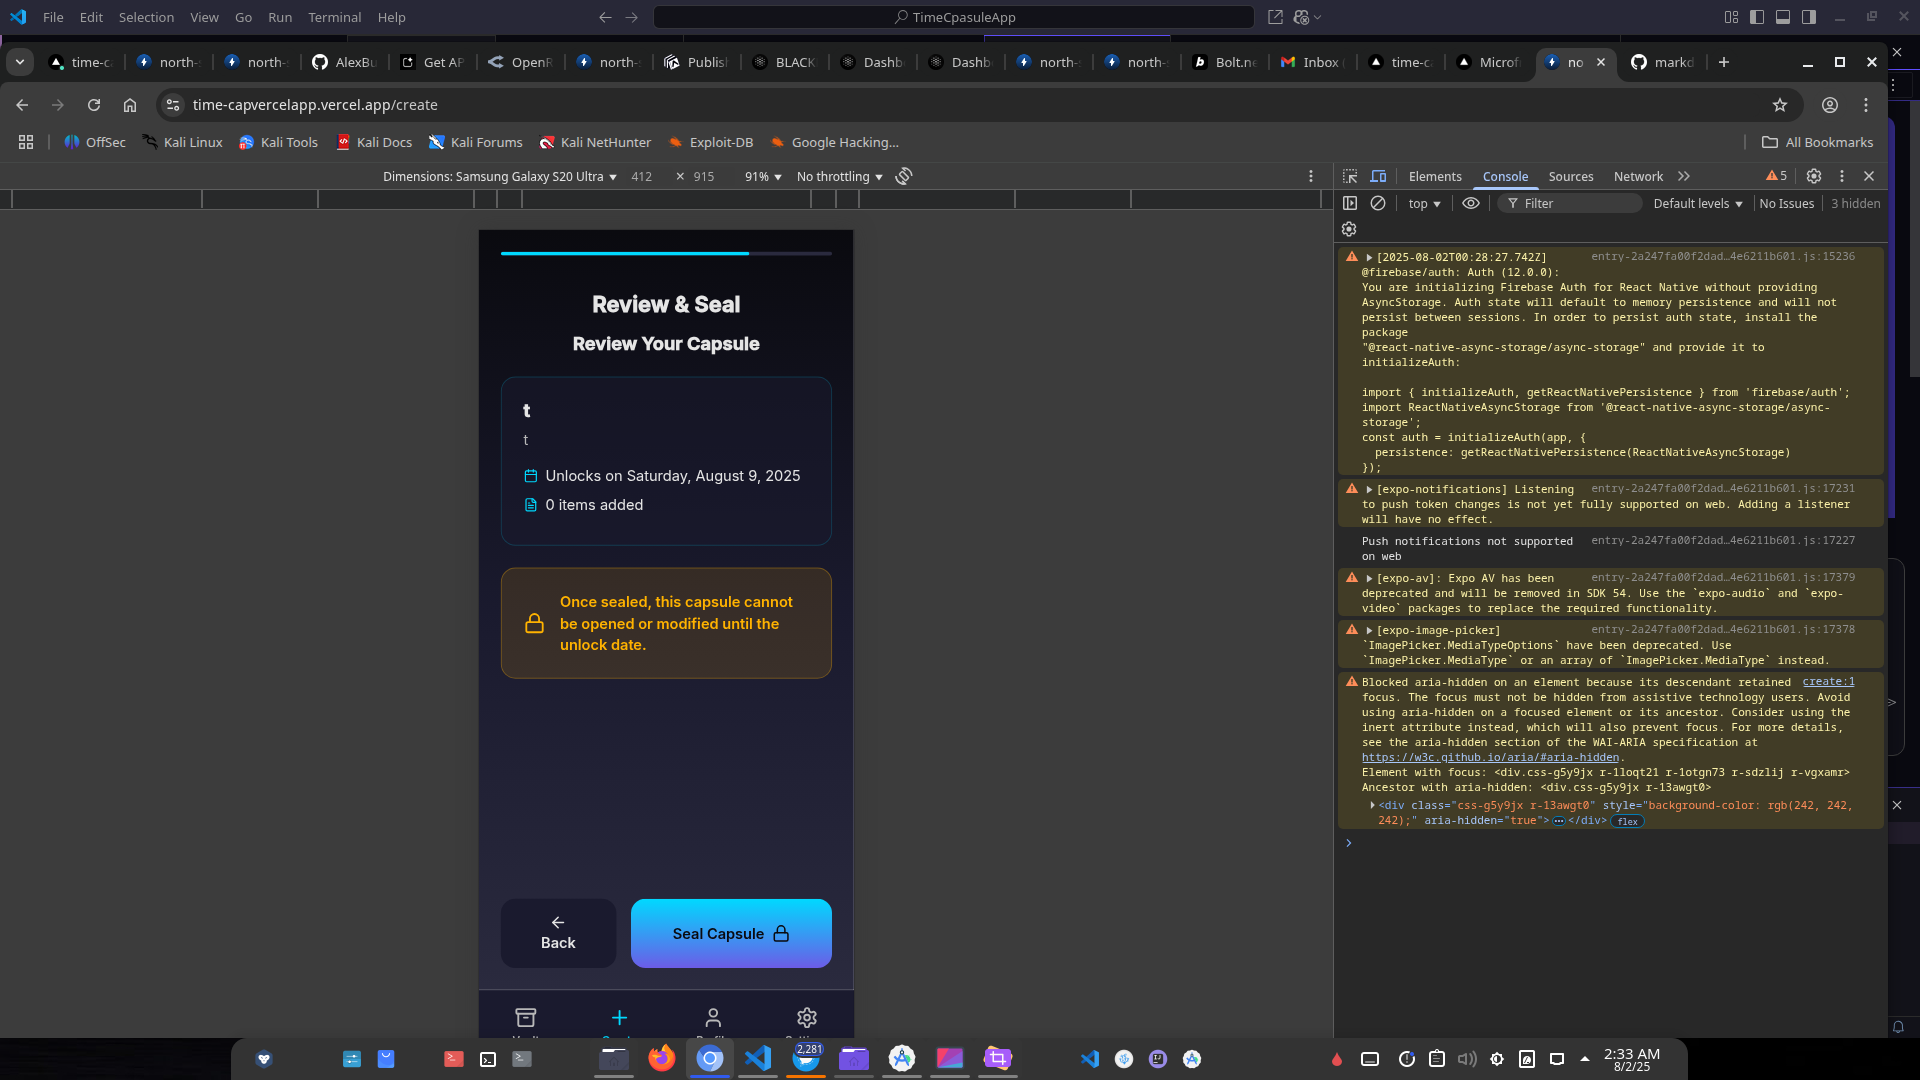 File Edit Selection View Go Run Terminal Help
TimeCpasuleApp
time-c north- north- AlexBu Get AP OpenR north- Publish BLACK Dashb Dashb north- north- Bolt.ne Inbox time-c Microf no markd
time-capvercelapp.vercel.app/create
OffSec Kali Linux Kali Tools Kali Docs Kali Forums Kali NetHunter Exploit-DB Google Hacking... All Bookmarks
Dimensions: Samsung Galaxy S20 Ultra 412 × 915 91% No throttling
Elements Console Sources Network 5
top Filter Default levels No Issues 3 hidden
Review & Seal
Review Your Capsule
t
t
Unlocks on Saturday, August 9, 2025
0 items added
Once sealed, this capsule cannot
be opened or modified until the
unlock date.
Back
Seal Capsule
[2025-08-02T00:28:27.742Z] entry-2a247fa00f2dad…4e6211b601.js:15236
@firebase/auth: Auth (12.0.0):
You are initializing Firebase Auth for React Native without providing
AsyncStorage. Auth state will default to memory persistence and will not
persist between sessions. In order to persist auth state, install the
package
"@react-native-async-storage/async-storage" and provide it to
initializeAuth:
import { initializeAuth, getReactNativePersistence } from 'firebase/auth';
import ReactNativeAsyncStorage from '@react-native-async-storage/async-
storage';
const auth = initializeAuth(app, {
persistence: getReactNativePersistence(ReactNativeAsyncStorage)
});
[expo-notifications] Listening entry-2a247fa00f2dad…4e6211b601.js:17231
to push token changes is not yet fully supported on web. Adding a listener
will have no effect.
Push notifications not supported entry-2a247fa00f2dad…4e6211b601.js:17227
on web
[expo-av]: Expo AV has been entry-2a247fa00f2dad…4e6211b601.js:17379
deprecated and will be removed in SDK 54. Use the `expo-audio` and `expo-
video` packages to replace the required functionality.
[expo-image-picker] entry-2a247fa00f2dad…4e6211b601.js:17378
`ImagePicker.MediaTypeOptions` have been deprecated. Use
`ImagePicker.MediaType` or an array of `ImagePicker.MediaType` instead.
Blocked aria-hidden on an element because its descendant retained create:1
focus. The focus must not be hidden from assistive technology users. Avoid
using aria-hidden on a focused element or its ancestor. Consider using the
inert attribute instead, which will also prevent focus. For more details,
see the aria-hidden section of the WAI-ARIA specification at
https://w3c.github.io/aria/#aria-hidden.
Element with focus: <div.css-g5y9jx r-1loqt21 r-1otgn73 r-sdzlij r-vgxamr>
Ancestor with aria-hidden: <div.css-g5y9jx r-13awgt0>
<div class="css-g5y9jx r-13awgt0" style="background-color: rgb(242, 242,
242);" aria-hidden="true"> … </div> flex
2,281
2:33 AM
8/2/25